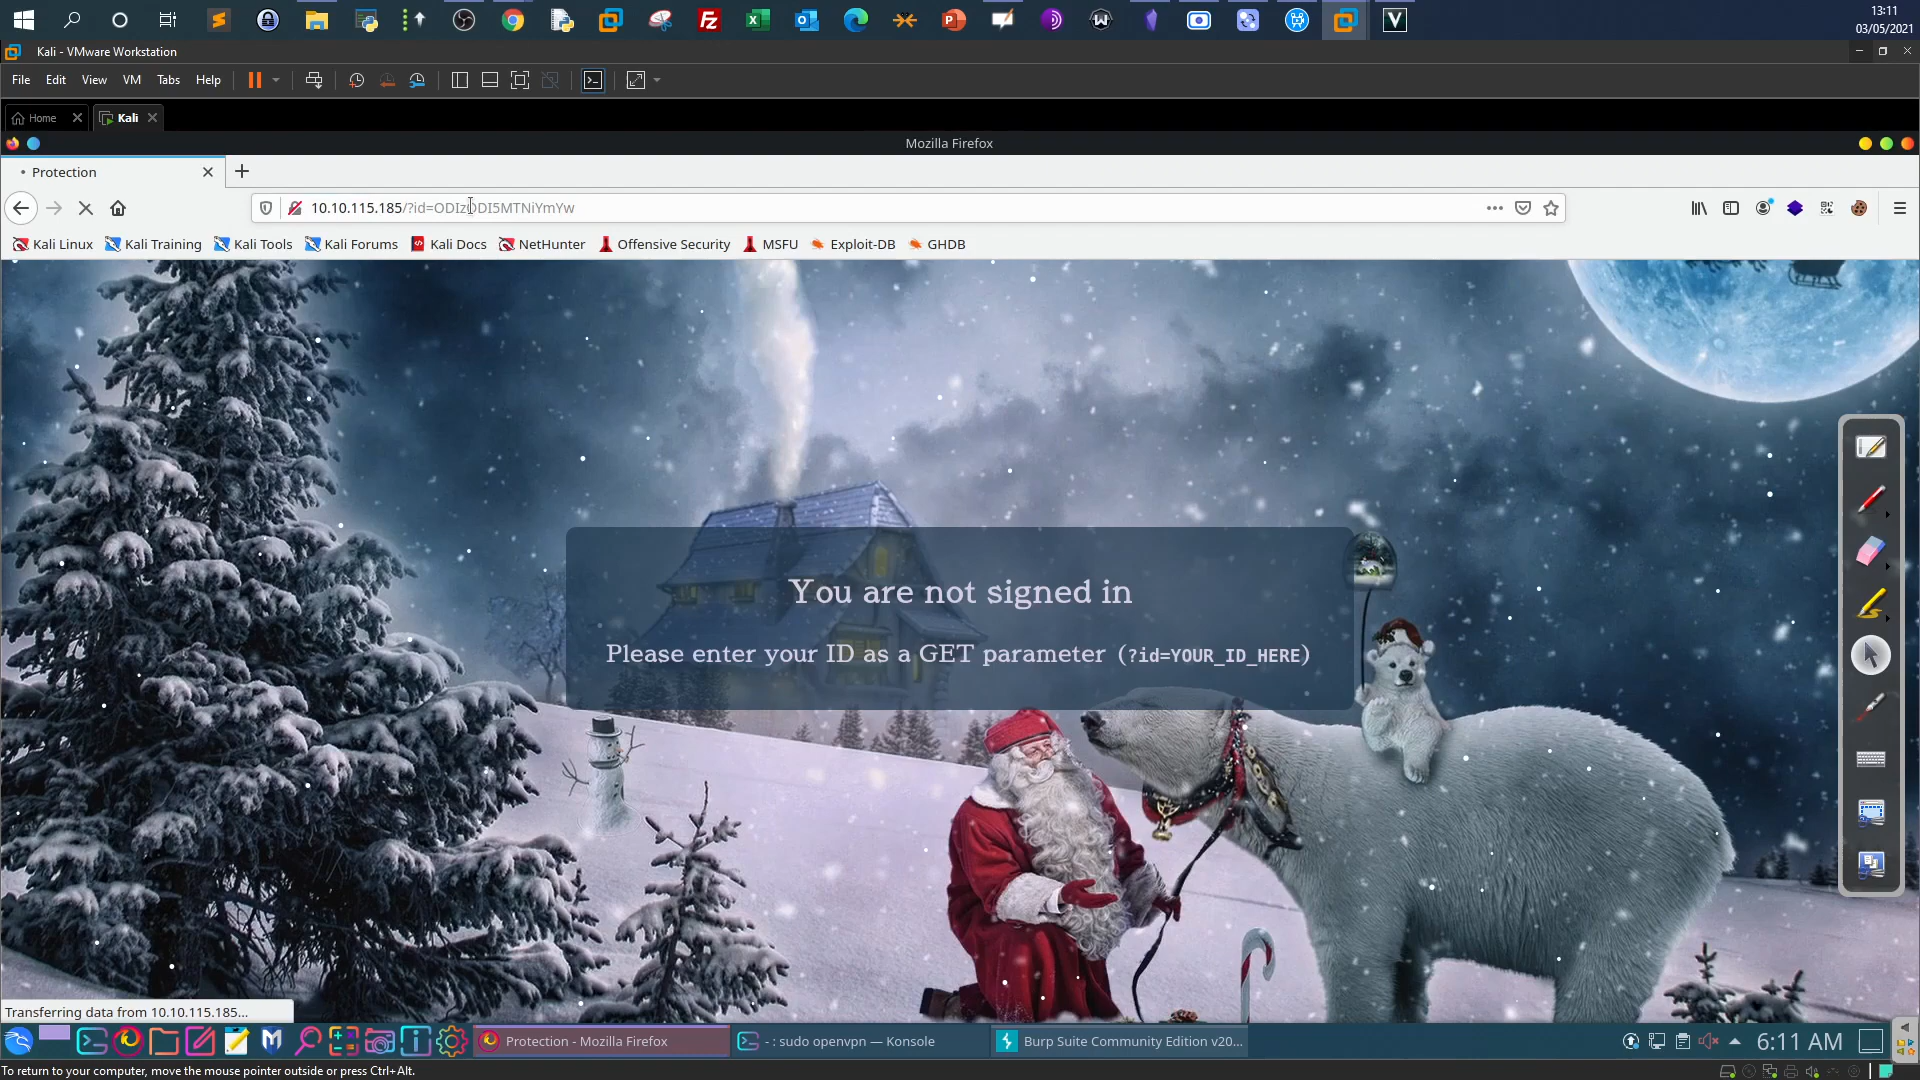 13:11
03/05/2021
Kali - VMware Workstation
File Edit View VM Tabs Help
Home Kali
Mozilla Firefox
Protection
10.10.115.185/?id=ODIzODI5MTNiYmYw
Kali Linux Kali Training Kali Tools Kali Forums Kali Docs NetHunter Offensive Security MSFU Exploit-DB GHDB
You are not signed in
Please enter your ID as a GET parameter (?id=YOUR_ID_HERE)
Transferring data from 10.10.115.185...
Protection - Mozilla Firefox - : sudo openvpn — Konsole Burp Suite Community Edition v20... 6:11 AM
To return to your computer, move the mouse pointer outside or press Ctrl+Alt.